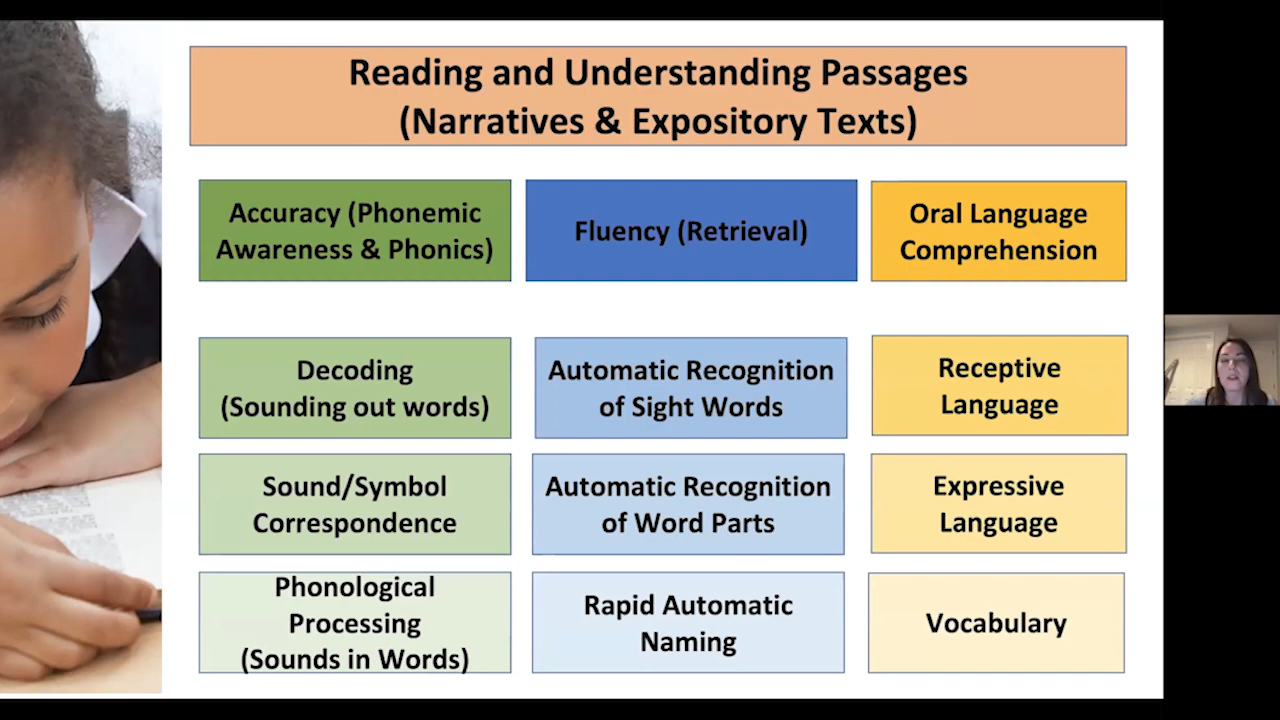 Reading and Understanding Passages
(Narratives & Expository Texts)
Accuracy (Phonemic
Awareness & Phonics)
Fluency (Retrieval)
Oral Language
Comprehension
Decoding
(Sounding out words)
Automatic Recognition
of Sight Words
Receptive
Language
Sound/Symbol
Correspondence
Automatic Recognition
of Word Parts
Expressive
Language
Phonological
Processing
(Sounds in Words)
Rapid Automatic
Naming
Vocabulary